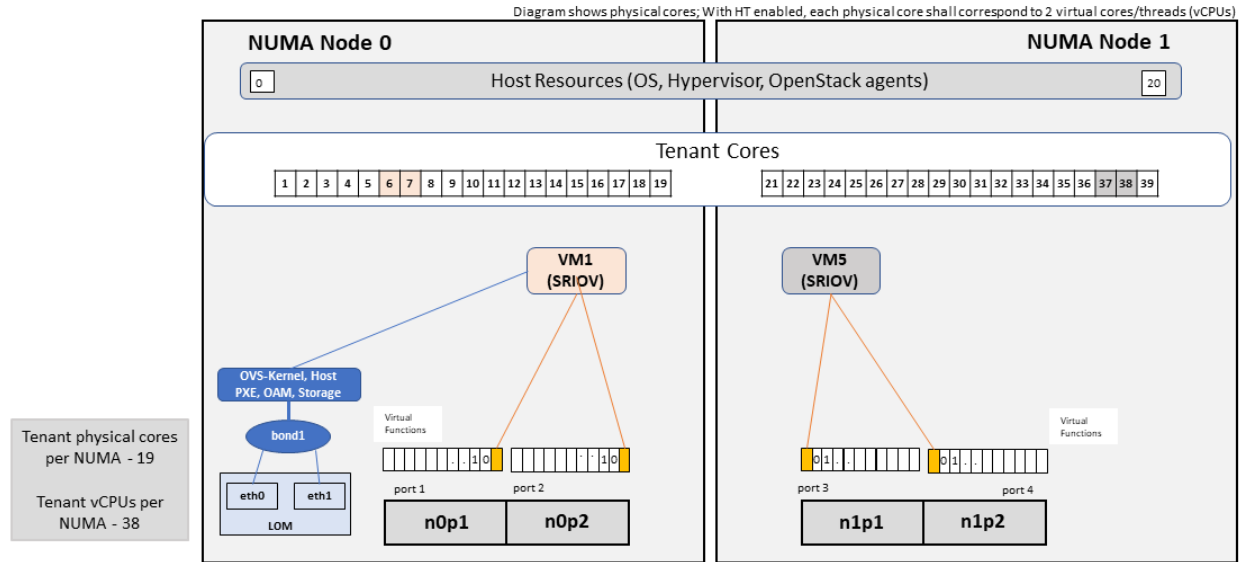 Diagram shows physical cores; With HT enabled, each physical core shall correspond to 2 virtual cores/threads (vCPUs)
NUMA Node 0
NUMA Node 1
0
Host Resources (OS, Hypervisor, OpenStack agents)
20
Tenant Cores
1 2 3 4 5 6 7 8 9 10 11 12 13 14 15 16 17 18 19
21 22 23 24 25 26 27 28 29 30 31 32 33 34 35 36 37 38 39
VM1
(SRIOV)
VM5
(SRIOV)
OVS-Kernel, Host
PXE, OAM, Storage
bond1
eth0
eth1
LOM
Virtual
Functions
. . 1 0
. . 1 0
port 1
port 2
n0p1
n0p2
0 1 . .
0 1 . .
Virtual
Functions
port 3
port 4
n1p1
n1p2
Tenant physical cores
per NUMA - 19
Tenant vCPUs per
NUMA - 38